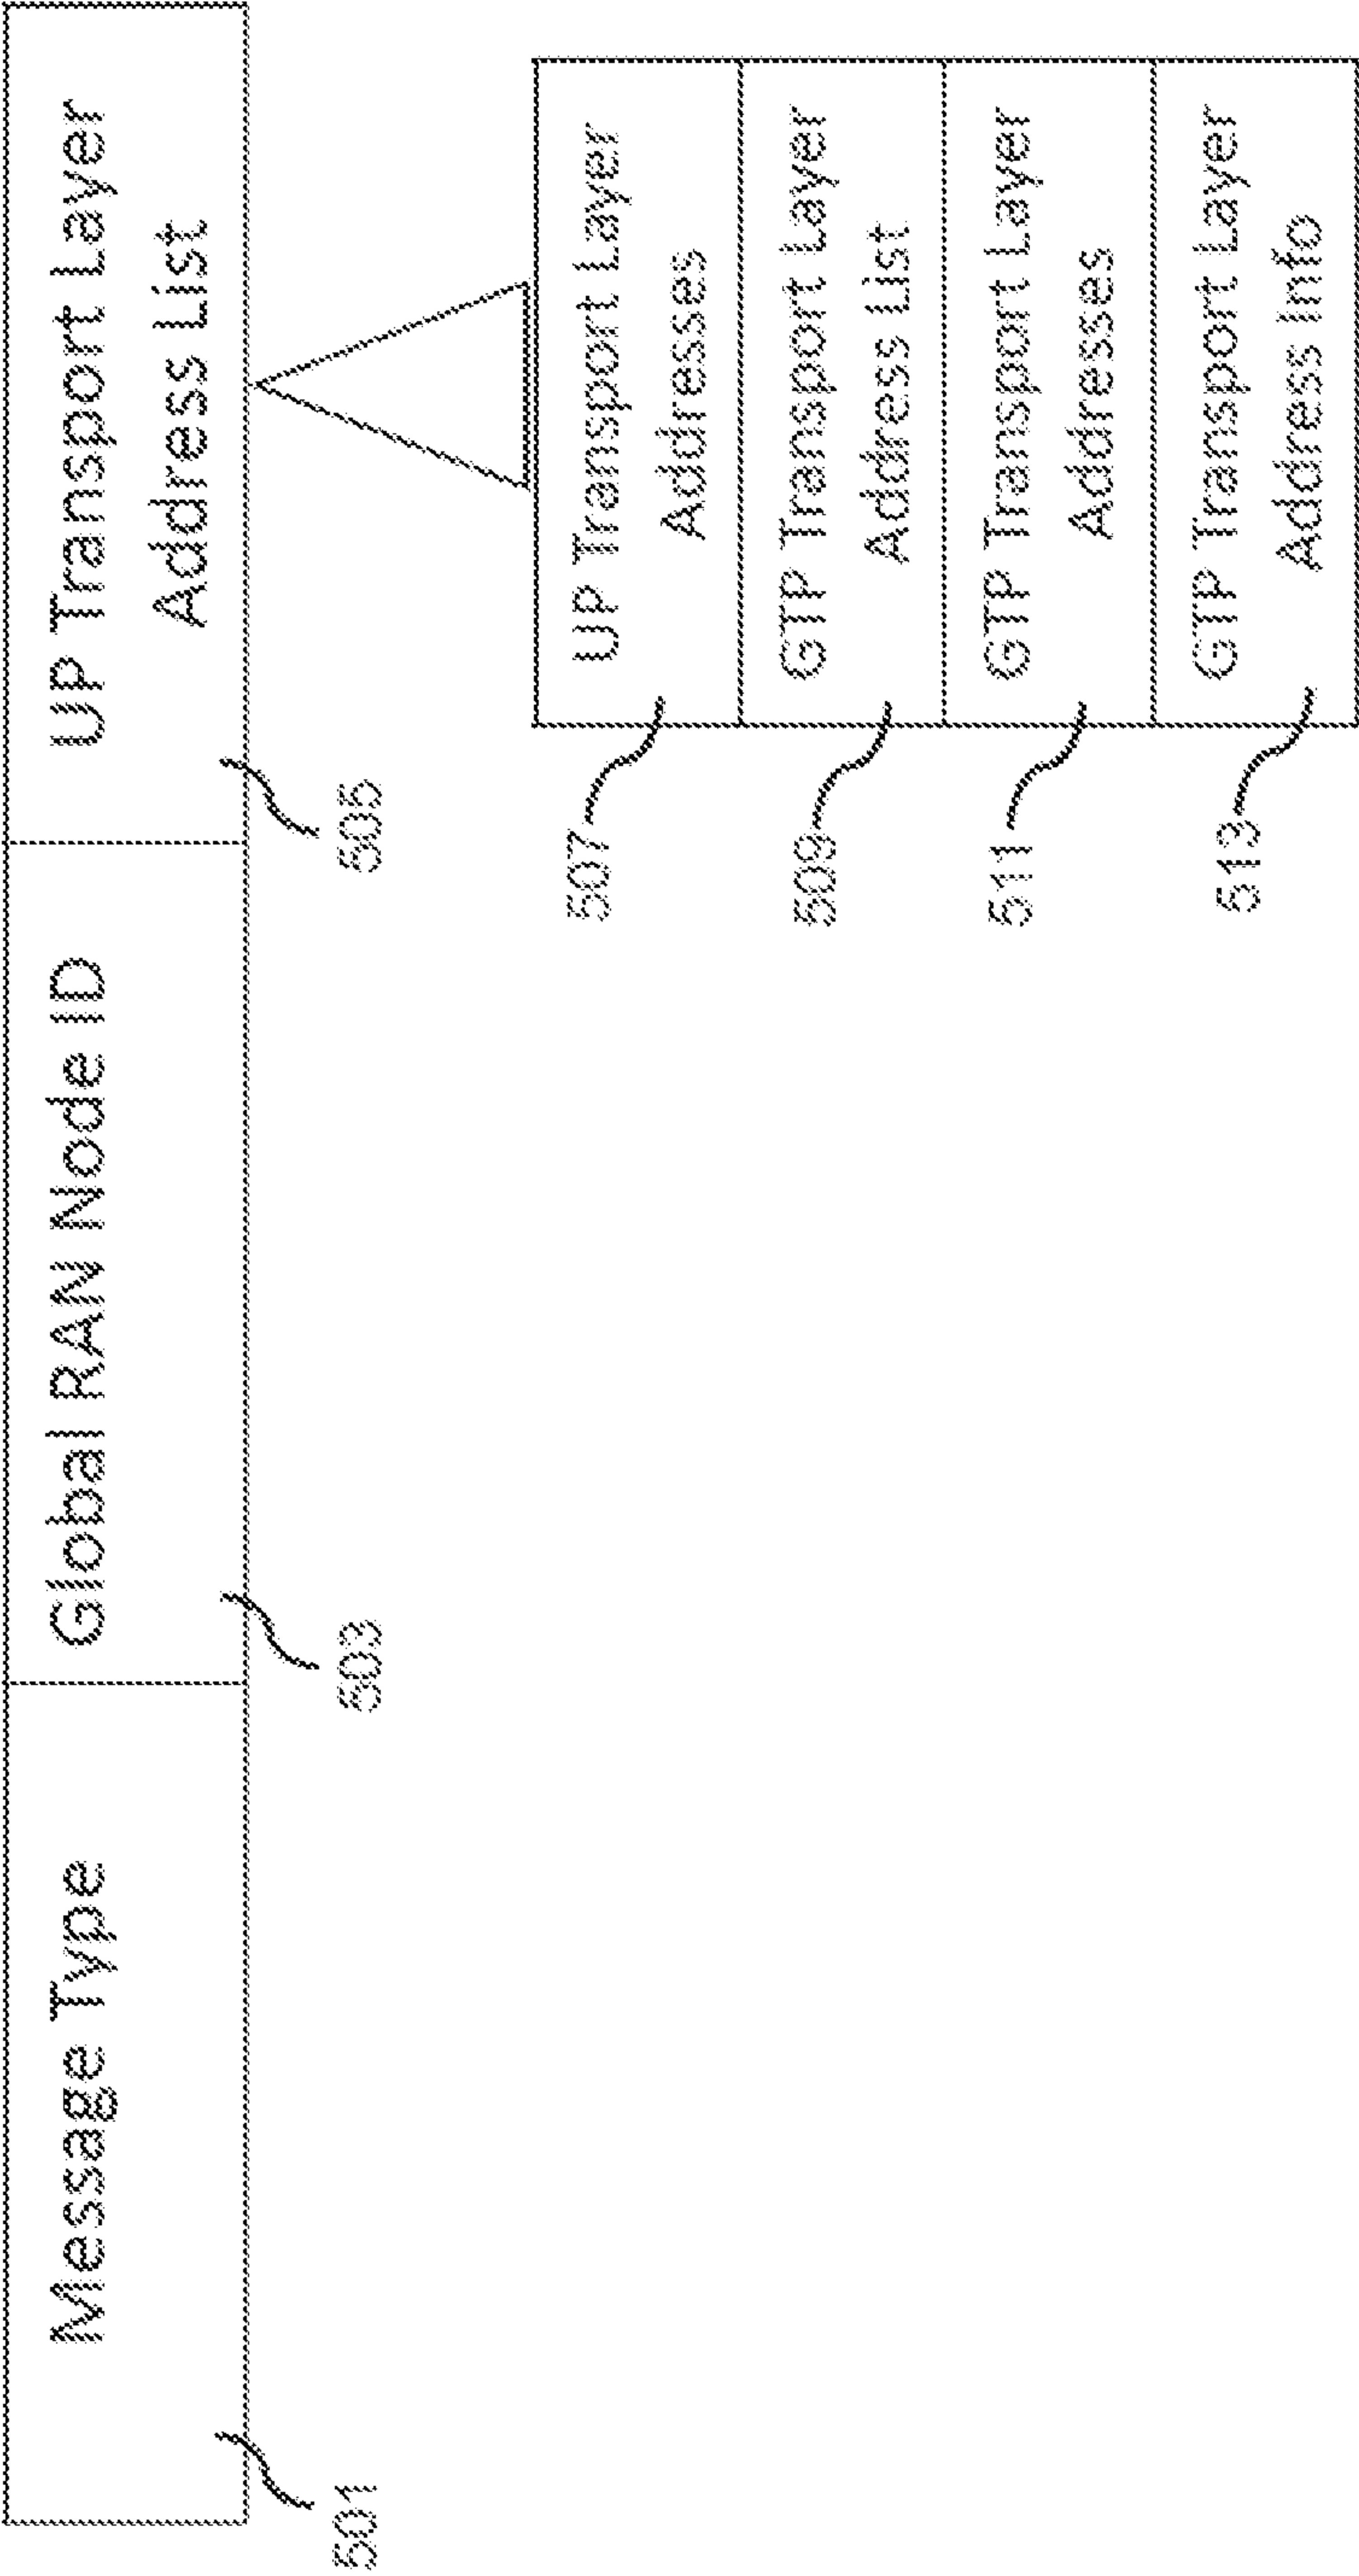 Message Type
501
Global RAN Node ID
503
UP Transport Layer
Address List
505
UP Transport Layer
Addresses
507
GTP Transport Layer
Address List
509
GTP Transport Layer
Addresses
511
GTP Transport Layer
Address Info
513